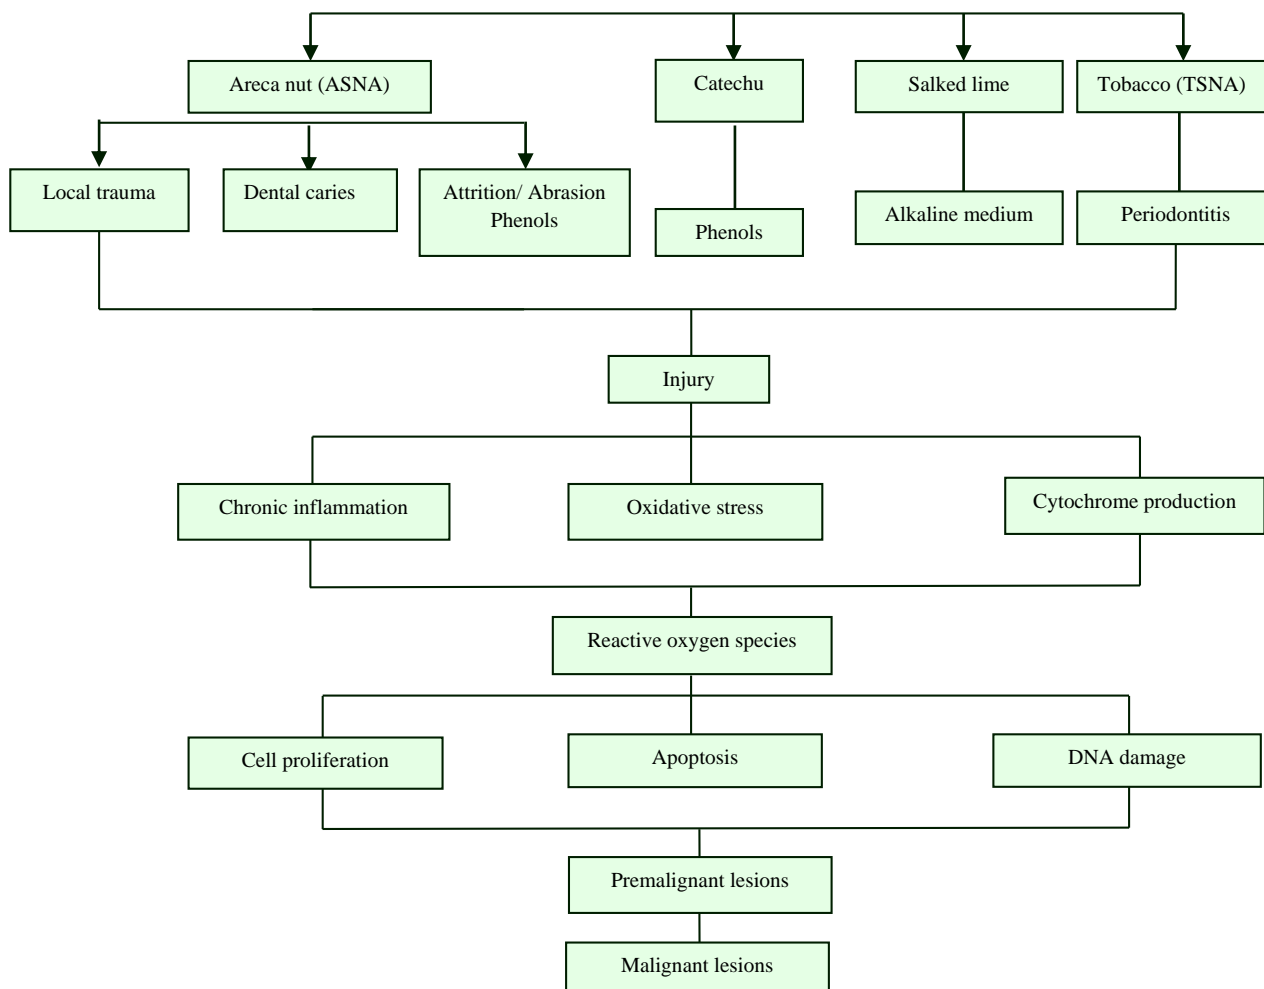 Areca nut (ASNA)
Catechu
Salked lime
Tobacco (TSNA)
Local trauma
Dental caries
Attrition/ Abrasion
Phenols
Phenols
Alkaline medium
Periodontitis
Injury
Chronic inflammation
Oxidative stress
Cytochrome production
Reactive oxygen species
Cell proliferation
Apoptosis
DNA damage
Premalignant lesions
Malignant lesions